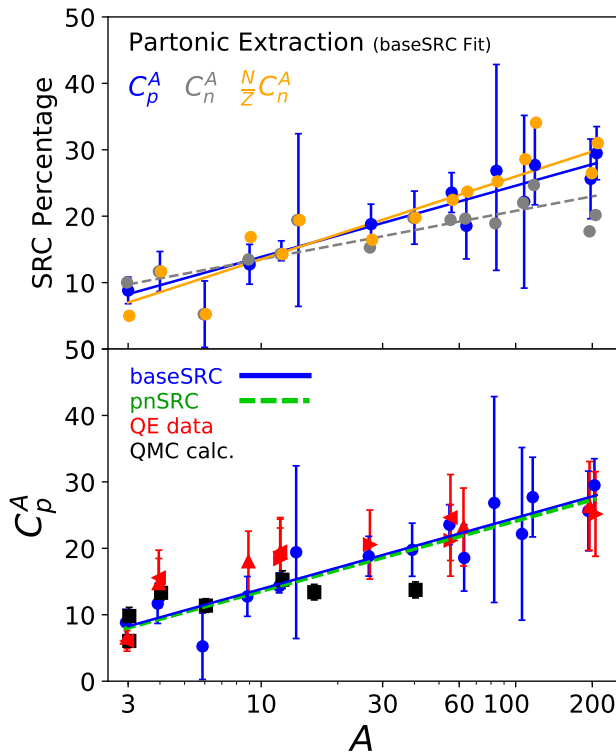 50
Partonic Extraction (baseSRC Fit)
C_p^A C_n^A N/Z C_n^A
40
30
20
10
SRC Percentage
50
baseSRC
pnSRC
QE data
QMC calc.
40
30
20
10
0
C_p^A
3 10 30 60 100 200
A